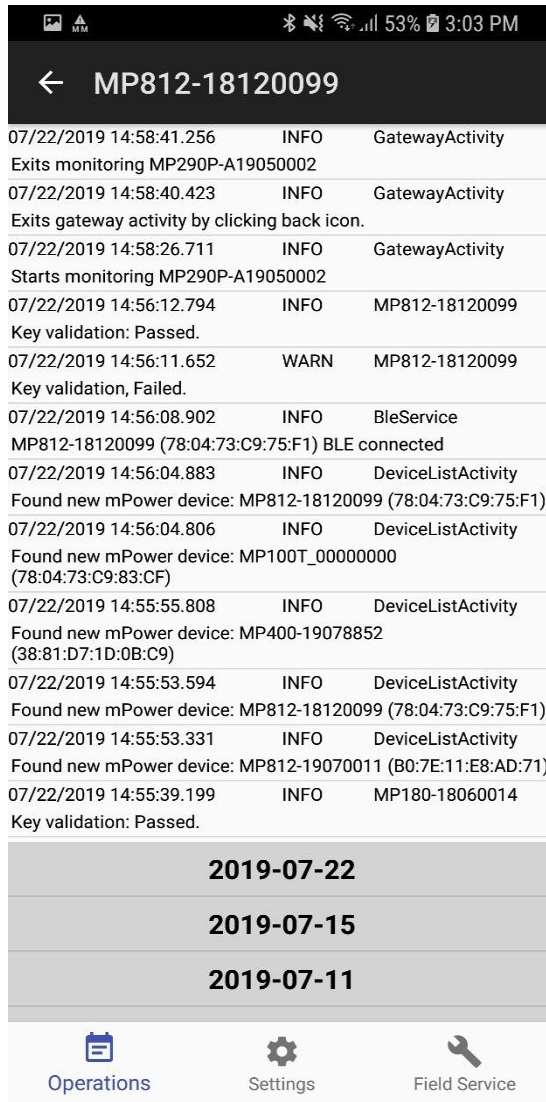 MM 53% 3:03 PM
MP812-18120099
07/22/2019 14:58:41.256 INFO GatewayActivity
Exits monitoring MP290P-A19050002
07/22/2019 14:58:40.423 INFO GatewayActivity
Exits gateway activity by clicking back icon.
07/22/2019 14:58:26.711 INFO GatewayActivity
Starts monitoring MP290P-A19050002
07/22/2019 14:56:12.794 INFO MP812-18120099
Key validation: Passed.
07/22/2019 14:56:11.652 WARN MP812-18120099
Key validation, Failed.
07/22/2019 14:56:08.902 INFO BleService
MP812-18120099 (78:04:73:C9:75:F1) BLE connected
07/22/2019 14:56:04.883 INFO DeviceListActivity
Found new mPower device: MP812-18120099 (78:04:73:C9:75:F1)
07/22/2019 14:56:04.806 INFO DeviceListActivity
Found new mPower device: MP100T_00000000
(78:04:73:C9:83:CF)
07/22/2019 14:55:55.808 INFO DeviceListActivity
Found new mPower device: MP400-19078852
(38:81:D7:1D:0B:C9)
07/22/2019 14:55:53.594 INFO DeviceListActivity
Found new mPower device: MP812-18120099 (78:04:73:C9:75:F1)
07/22/2019 14:55:53.331 INFO DeviceListActivity
Found new mPower device: MP812-19070011 (B0:7E:11:E8:AD:71)
07/22/2019 14:55:39.199 INFO MP180-18060014
Key validation: Passed.
2019-07-22
2019-07-15
2019-07-11
Operations Settings Field Service